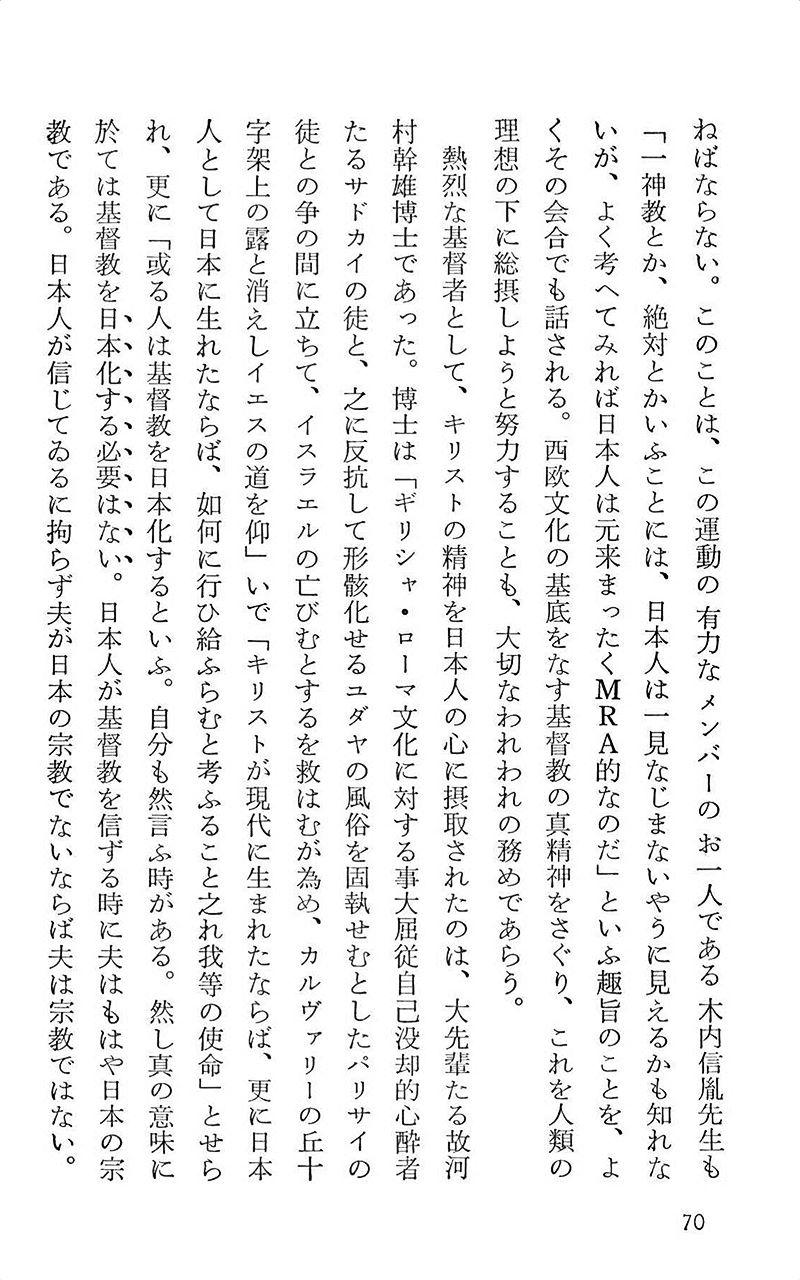 ねばならない。このことは、この運動の有力なメンバーのお一人である木内信胤先生も
「一神教とか、絶対とかいふことには、日本人は一見なじまないやうに見えるかも知れな
いが、よく考へてみれば日本人は元来まったくMRA的なのだ」といふ趣旨のことを、よ
くその会合でも話される。西欧文化の基底をなす基督教の真精神をさぐり、これを人類の
理想の下に総摂しようと努力することも、大切なわれわれの務めであらう。
熱烈な基督者として、キリストの精神を日本人の心に摂取されたのは、大先輩たる故河
村幹雄博士であった。博士は「ギリシャ・ローマ文化に対する事大屈従自己没却的心酔者
たるサドカイの徒と、之に反抗して形骸化せるユダヤの風俗を固執せむとしたパリサイの
徒との争の間に立ちて、イスラエルの亡びむとするを救はむが為め、カルヴァリーの丘十
字架上の露と消えしイエスの道を仰」いで「キリストが現代に生まれたならば、更に日本
人として日本に生れたならば、如何に行ひ給ふらむと考ふること之れ我等の使命」とせら
れ、更に「或る人は基督教を日本化するといふ。自分も然言ふ時がある。然し真の意味に
於ては基督教を日本化する必要はない。日本人が基督教を信ずる時に夫はもはや日本の宗
教である。日本人が信じてゐるに拘らず夫が日本の宗教でないならば夫は宗教ではない。
70